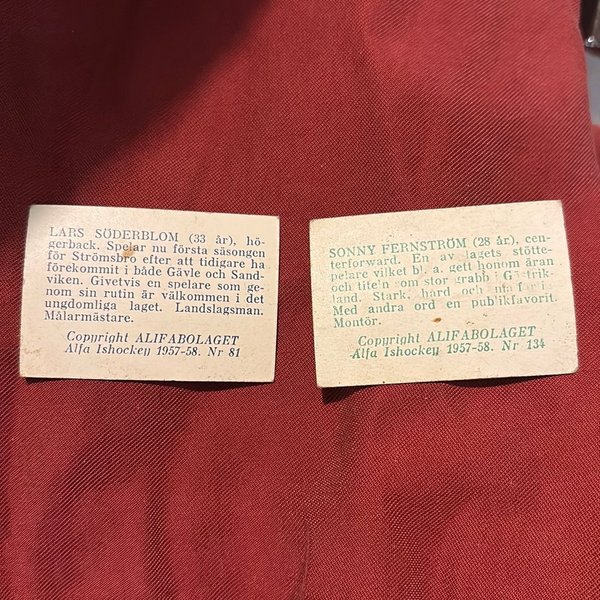 LARS SÖDERBLOM (33 år), hö-
gerback. Spelar nu första säsongen
för Strömsbro efter att tidigare ha
förekommit i både Gävle och Sand-
viken. Givetvis en spelare som ge-
nom sin rutin är välkommen i det
ungdomliga laget. Landslagsman.
Målarmästare.
Copyright ALIFABOLAGET
Alfa Ishockey 1957-58. Nr 81
SONNY FERNSTRÖM (28 år), cen-
terforward. En av lagets stötte-
pelare vilket bl. a. gett honom äran
och titeln som stor grabb i Gästrik-
land. Stark, hård och
Med andra ord en publikfavorit.
Montör.
Copyright ALIFABOLAGET
Alfa Ishockey 1957-58. Nr 134